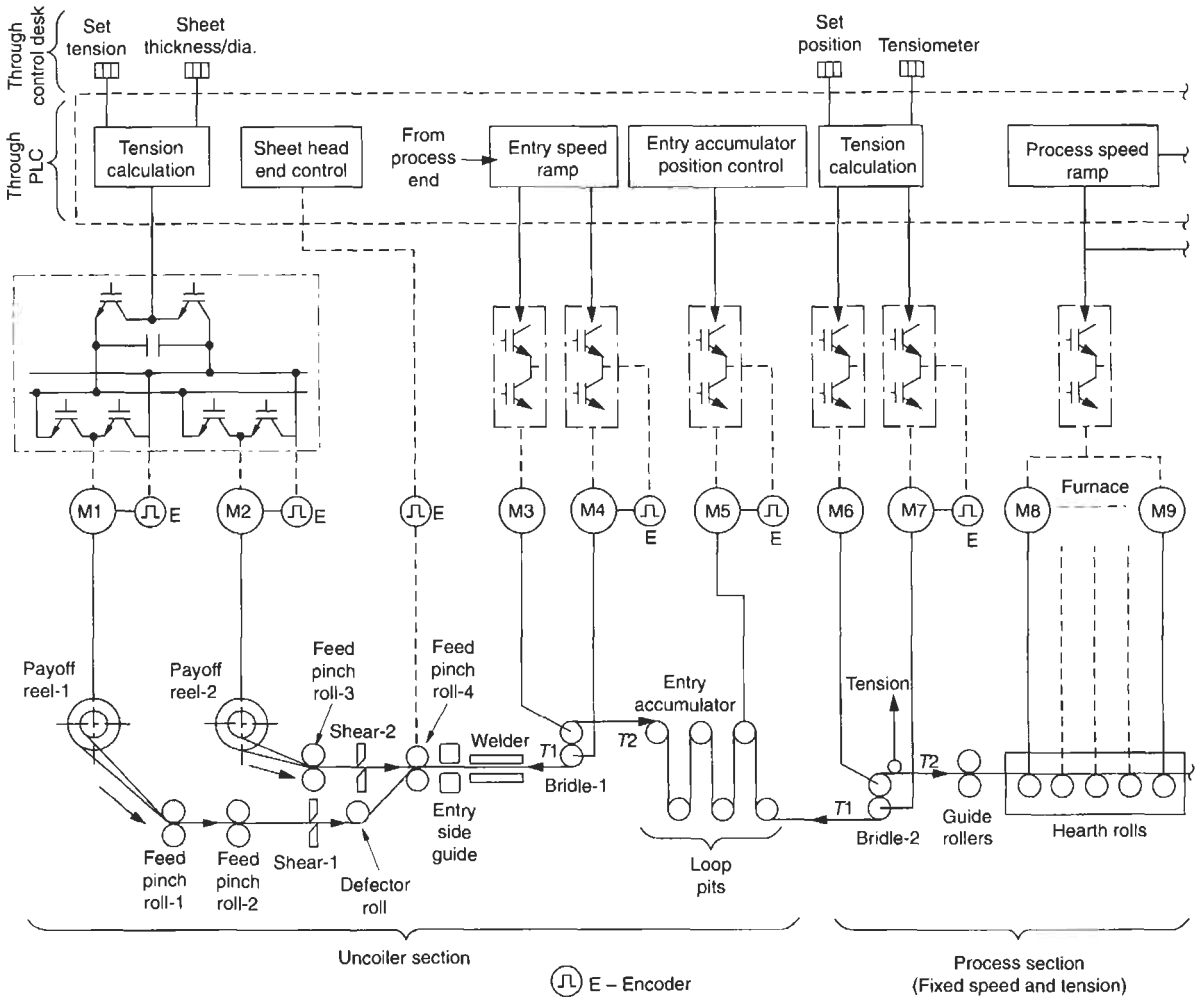 Through
control desk
Set
tension
Sheet
thickness/dia.
Set
position
Tensiometer
Through
PLC
Tension
calculation
Sheet head
end control
From
process
end
Entry speed
ramp
Entry accumulator
position control
Tension
calculation
Process speed
ramp
M1
E
M2
E
E
M3
M4
E
M5
E
M6
M7
E
M8
Furnace
M9
Payoff
reel-1
Payoff
reel-2
Feed
pinch
roll-3
Shear-2
Feed
pinch
roll-4
Welder
T1
Bridle-1
T2
Entry
accumulator
Tension
T2
T1
Bridle-2
Guide
rollers
Hearth rolls
Feed
pinch
roll-1
Feed
pinch
roll-2
Shear-1
Defector
roll
Entry
side
guide
Loop
pits
Uncoiler section
Process section
(Fixed speed and tension)
E – Encoder